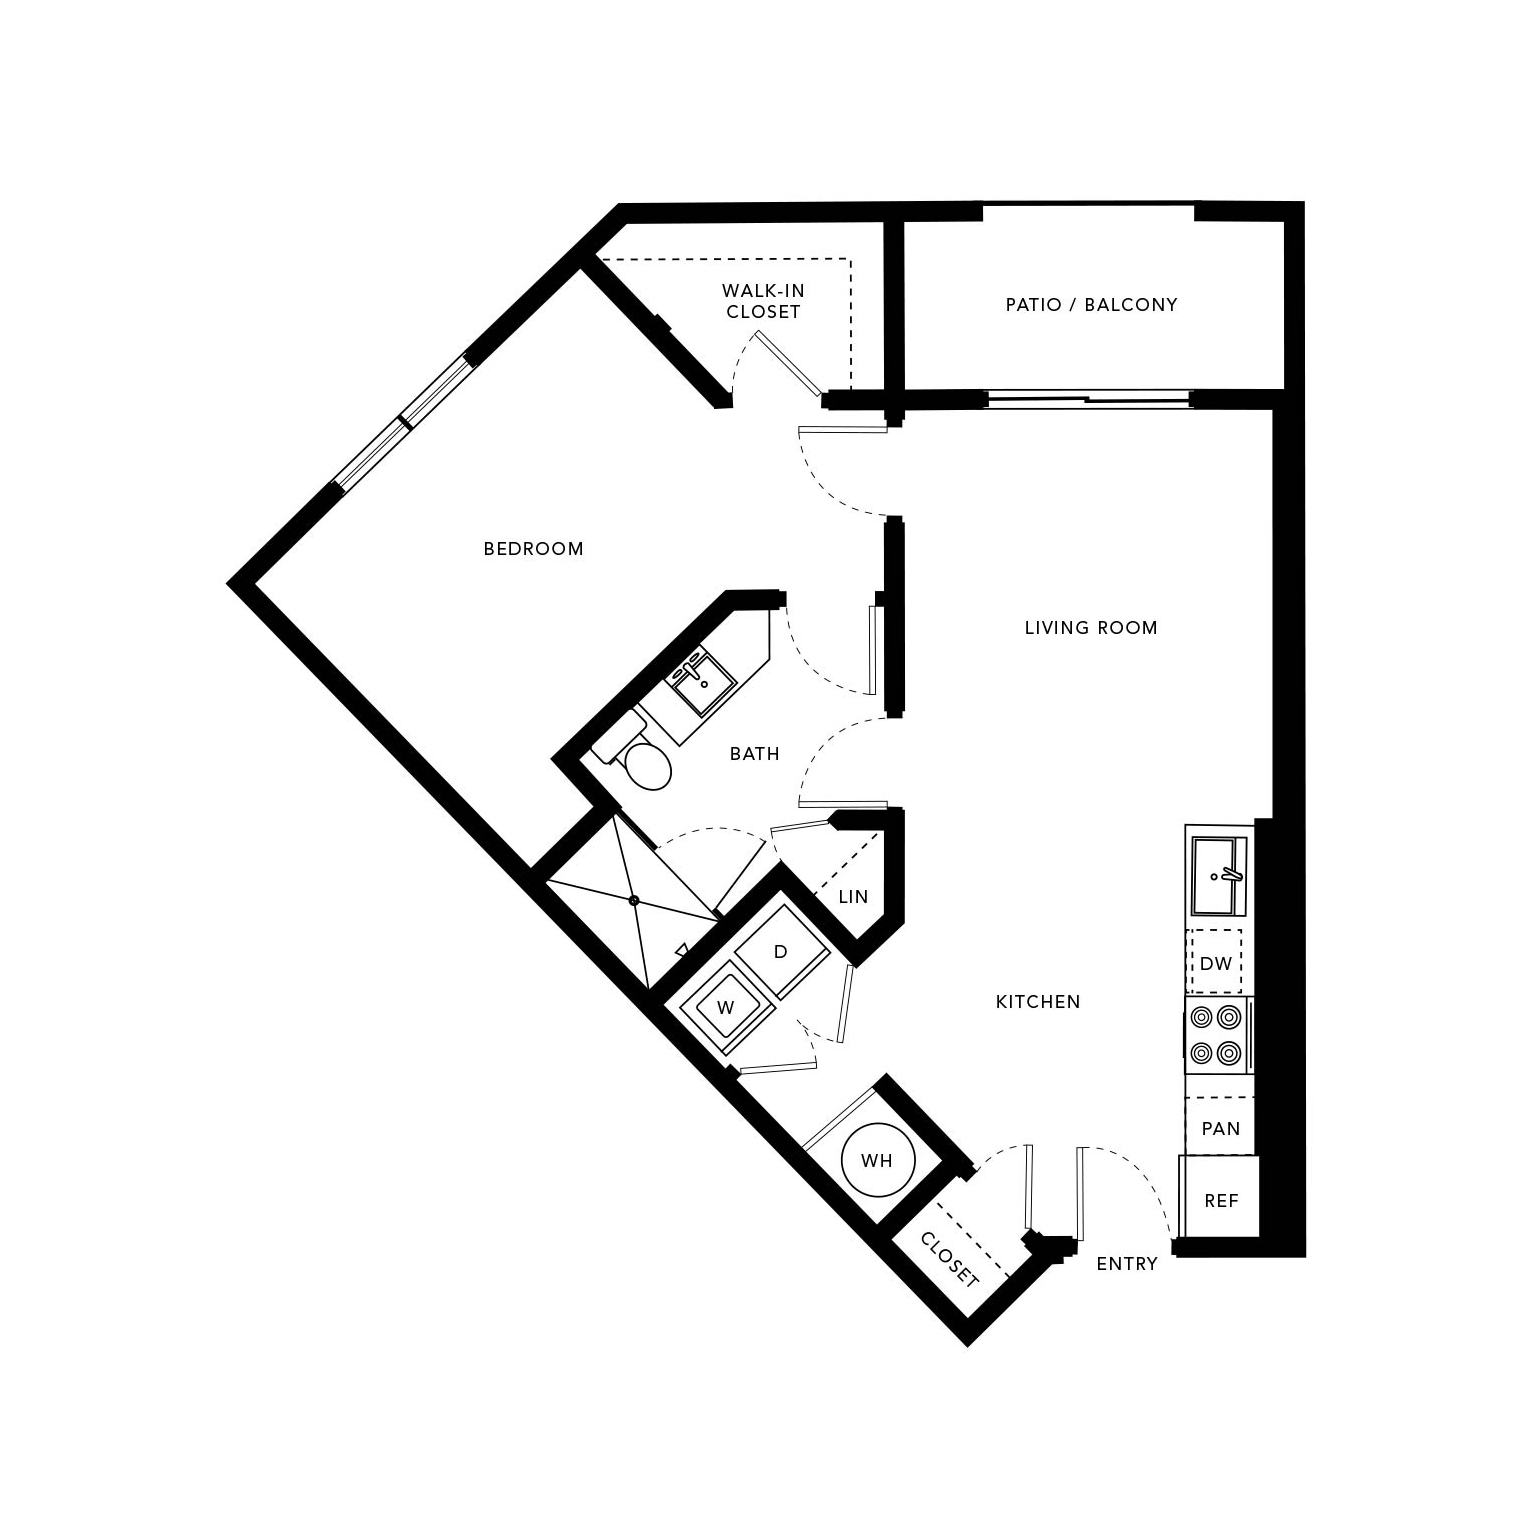 WALK-IN
CLOSET
PATIO / BALCONY
BEDROOM
LIVING ROOM
BATH
LIN
D
W
DW
KITCHEN
PAN
WH
REF
CLOSET
ENTRY